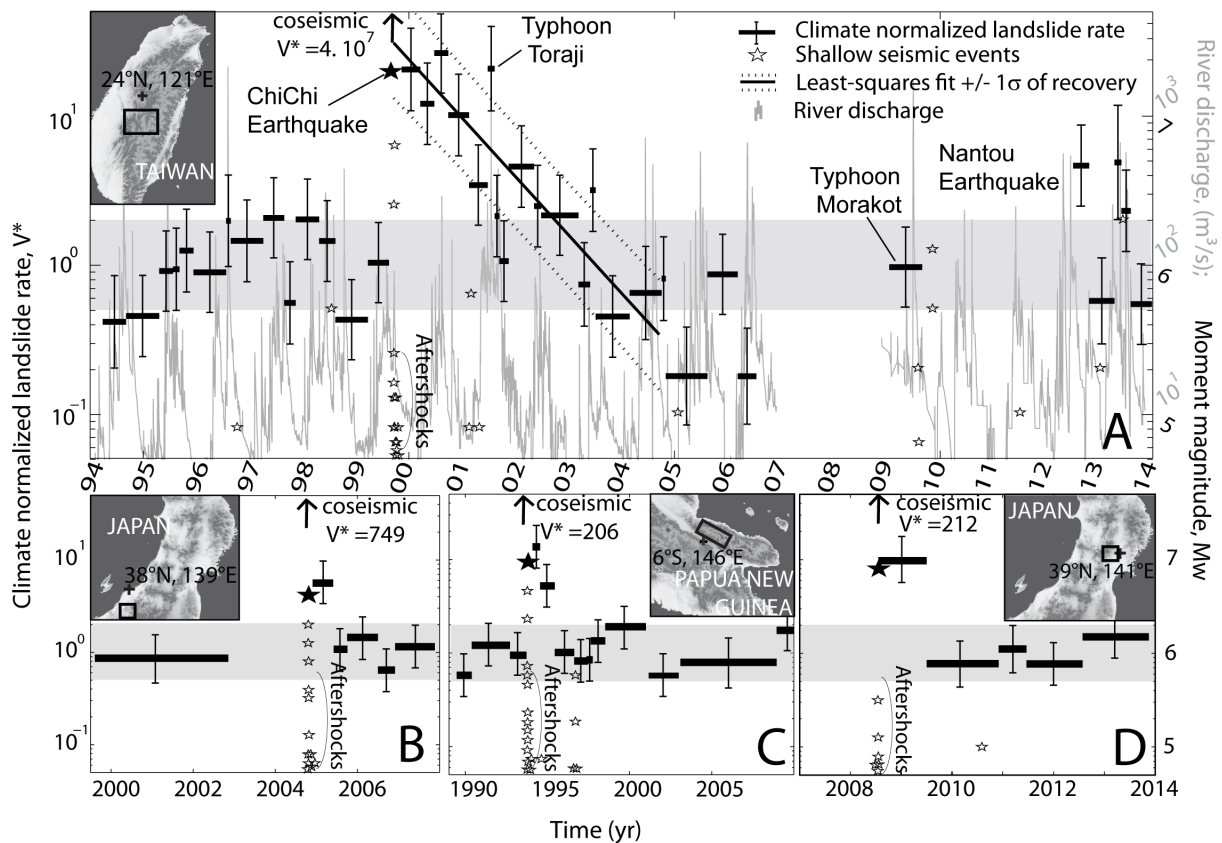 coseismic
V* =4. 10⁷
Typhoon
Toraji
Climate normalized landslide rate
Shallow seismic events
Least-squares fit +/- 1σ of recovery
River discharge
24°N, 121°E
TAIWAN
ChiChi
Earthquake
Typhoon
Morakot
Nantou
Earthquake
Aftershocks
A
10¹
10⁰
10⁻¹
10³
10²
10¹
7
6
5
River discharge, (m³/s);
Moment magnitude, Mw
Climate normalized landslide rate, V*
94 95 96 97 98 99 00 01 02 03 04 05 06 07 08 09 10 11 12 13 14
JAPAN
38°N, 139°E
coseismic
V* =749
Aftershocks
B
10¹
10⁰
10⁻¹
2000 2002 2004 2006
coseismic
V* =206
6°S, 146°E
PAPUA NEW
GUINEA
Aftershocks
C
1990 1995 2000 2005
coseismic
V* =212
JAPAN
39°N, 141°E
Aftershocks
D
7
6
5
2008 2010 2012 2014
Time (yr)